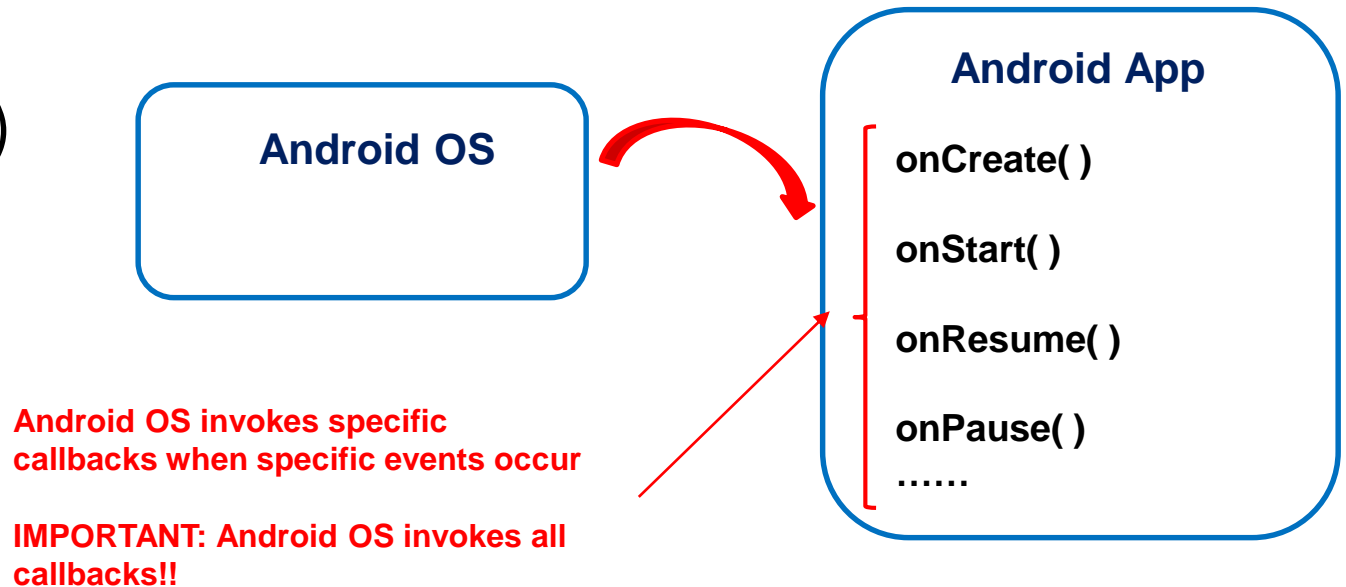 Android OS
Android App
onCreate( )
onStart( )
onResume( )
onPause( )
......
Android OS invokes specific
callbacks when specific events occur
IMPORTANT: Android OS invokes all
callbacks!!
)